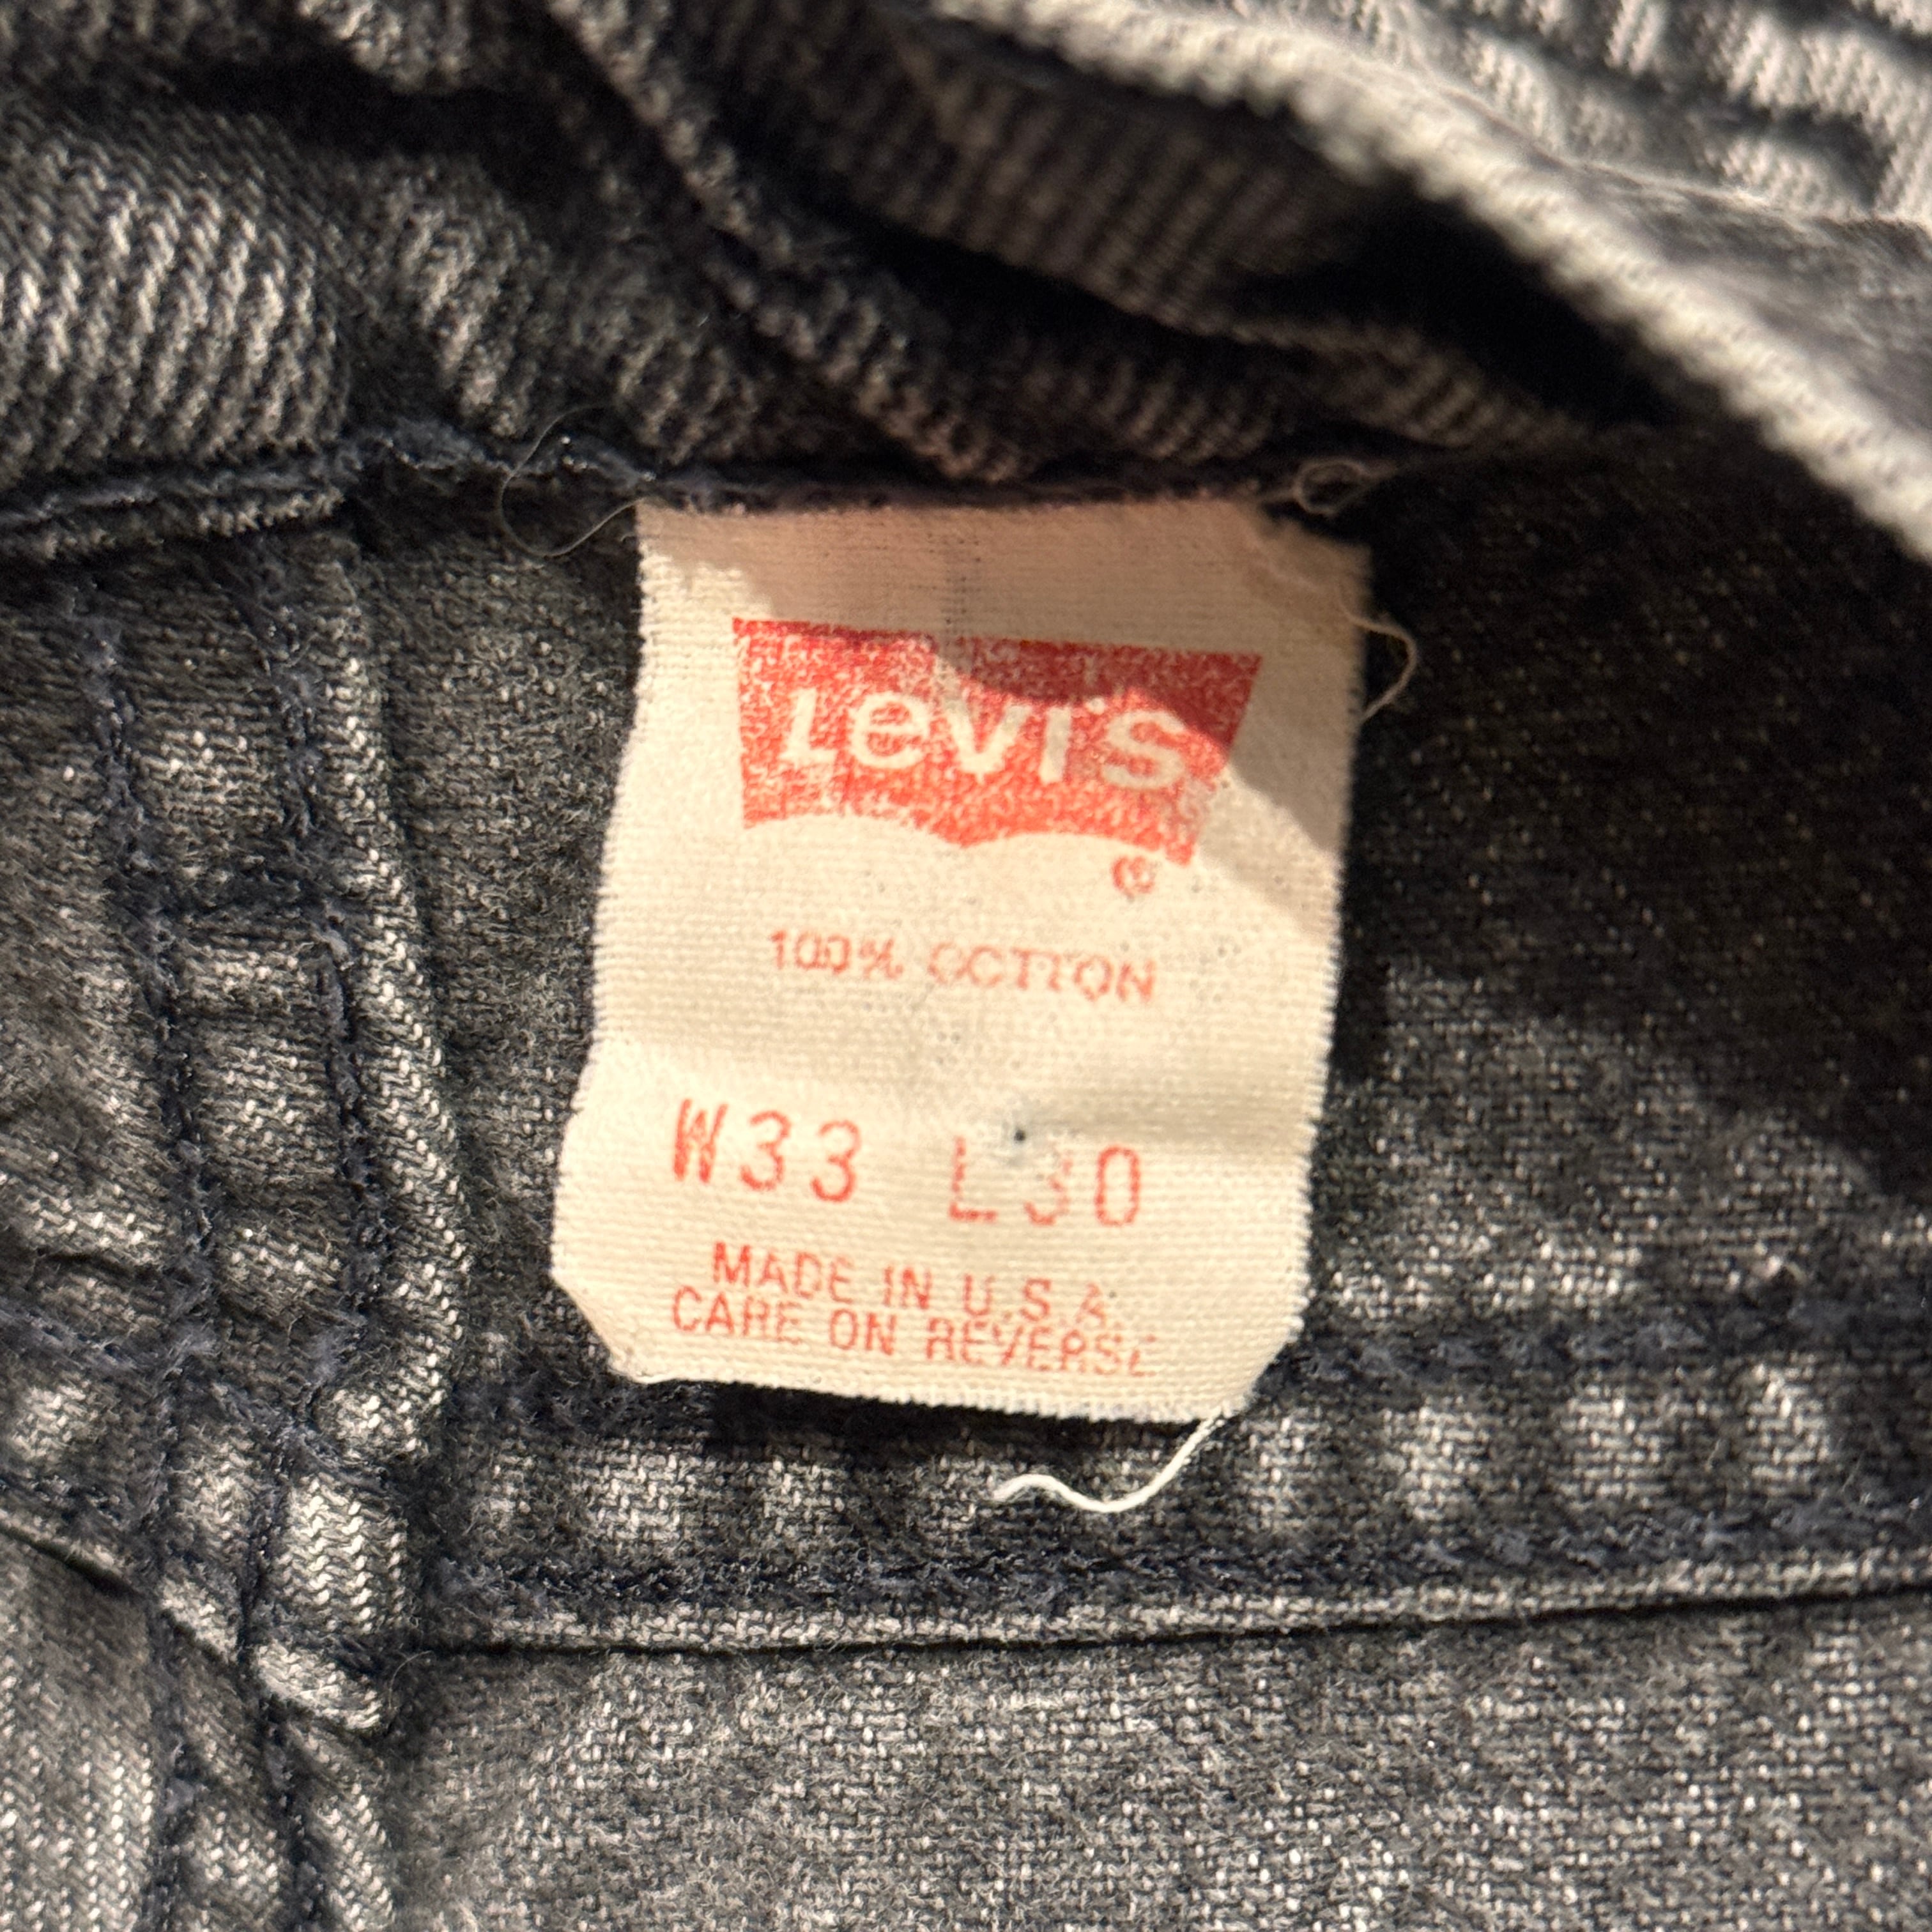 Levi's
®
100% COTTON
W33 L30
MADE IN U.S.A.
CARE ON REVERSE